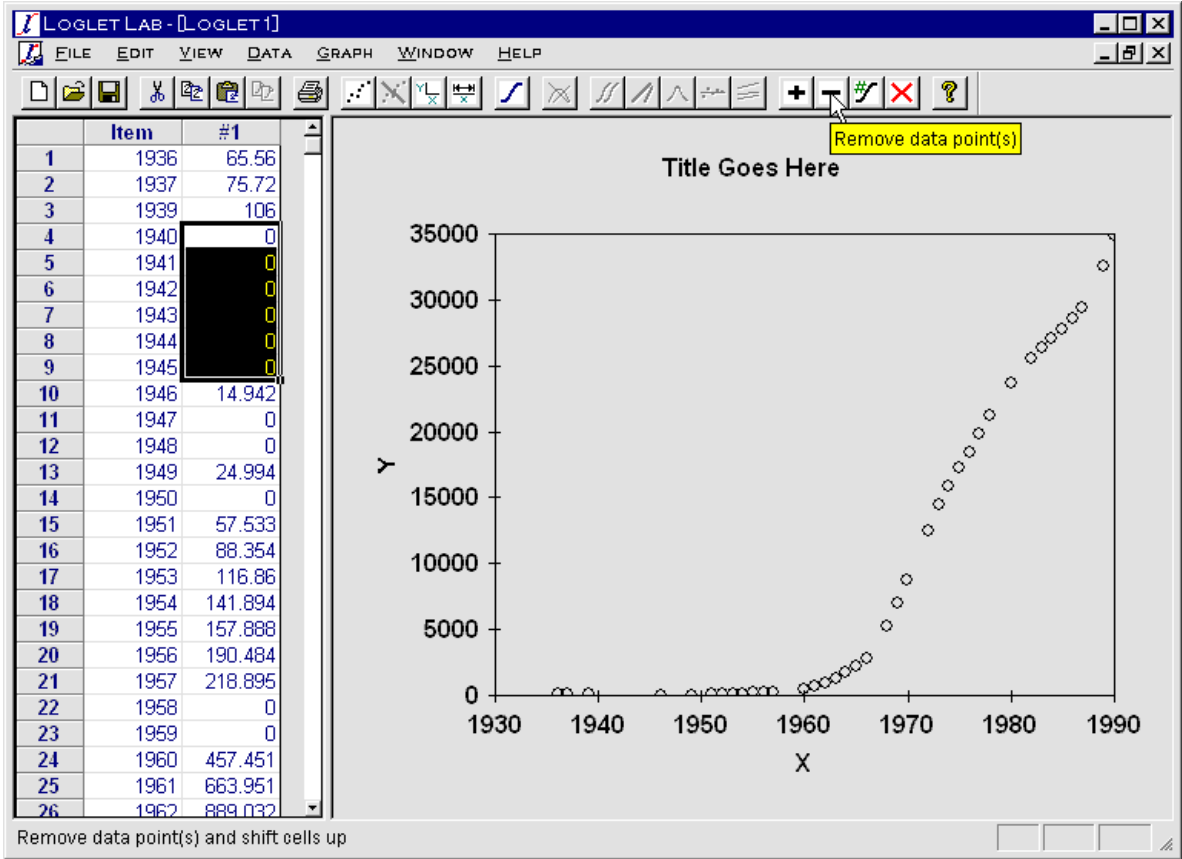 LOGLET LAB - [LOGLET1]
FILE EDIT VIEW DATA GRAPH WINDOW HELP
Remove data point(s)
Item #1
1 1936 65.56
2 1937 75.72
3 1939 106
4 1940 0
5 1941 0
6 1942 0
7 1943 0
8 1944 0
9 1945 0
10 1946 14.942
11 1947 0
12 1948 0
13 1949 24.994
14 1950 0
15 1951 57.533
16 1952 88.354
17 1953 116.86
18 1954 141.894
19 1955 157.888
20 1956 190.484
21 1957 218.895
22 1958 0
23 1959 0
24 1960 457.451
25 1961 663.951
26 1962 889.032
Title Goes Here
35000
30000
25000
20000
15000
10000
5000
0
Y
1930 1940 1950 1960 1970 1980 1990
X
Remove data point(s) and shift cells up